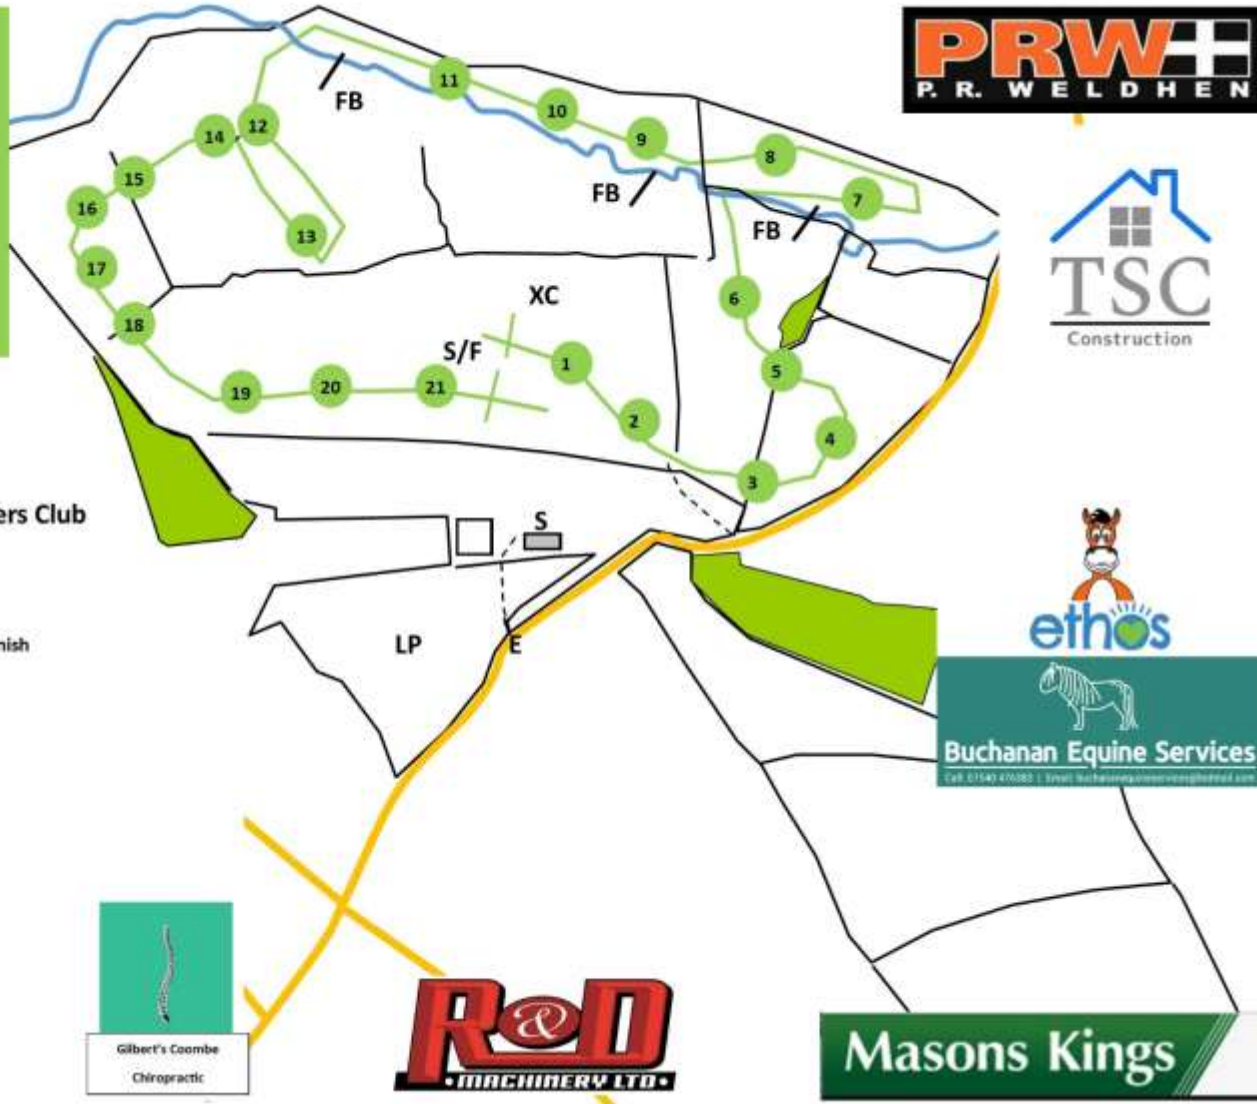 PRW
P. R. WELDHEN
11
FB
10
14
12
9
8
15
FB
7
16
13
FB
17
TSC
Construction
XC
6
18
S/F
1
5
19
20
21
2
4
3
ers Club
S
ethos
nish
LP
E
Buchanan Equine Services
R&D
MACHINERY LTD
Gilbert's Coombe
Chiropractic
Masons Kings